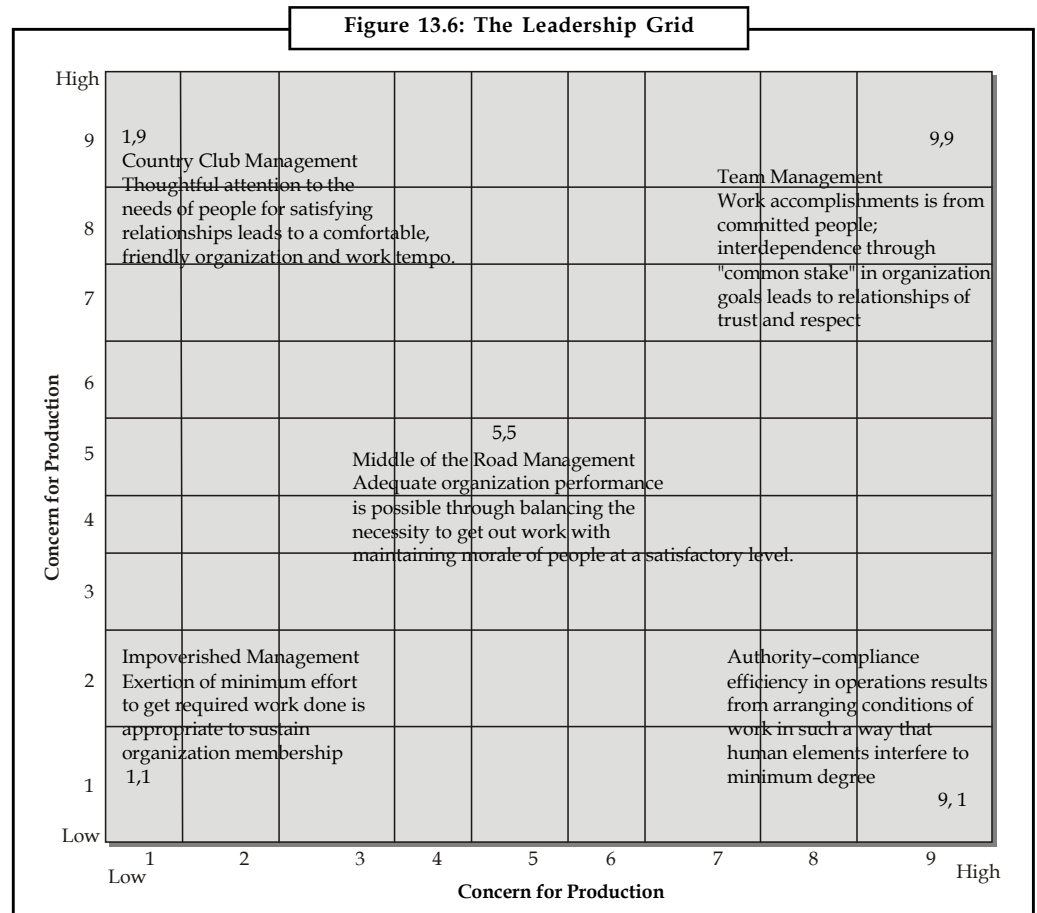 Figure 13.6: The Leadership Grid
High
9
8
7
6
5
4
3
2
1
Low
Concern for Production
1,9
Country Club Management
Thoughtful attention to the
needs of people for satisfying
relationships leads to a comfortable,
friendly organization and work tempo.
9,9
Team Management
Work accomplishments is from
committed people;
interdependence through
"common stake" in organization
goals leads to relationships of
trust and respect
5,5
Middle of the Road Management
Adequate organization performance
is possible through balancing the
necessity to get out work with
maintaining morale of people at a satisfactory level.
Impoverished Management
Exertion of minimum effort
to get required work done is
appropriate to sustain
organization membership
1,1
Authority–compliance
efficiency in operations results
from arranging conditions of
work in such a way that
human elements interfere to
minimum degree
9, 1
1 2 3 4 5 6 7 8 9
Low High
Concern for Production